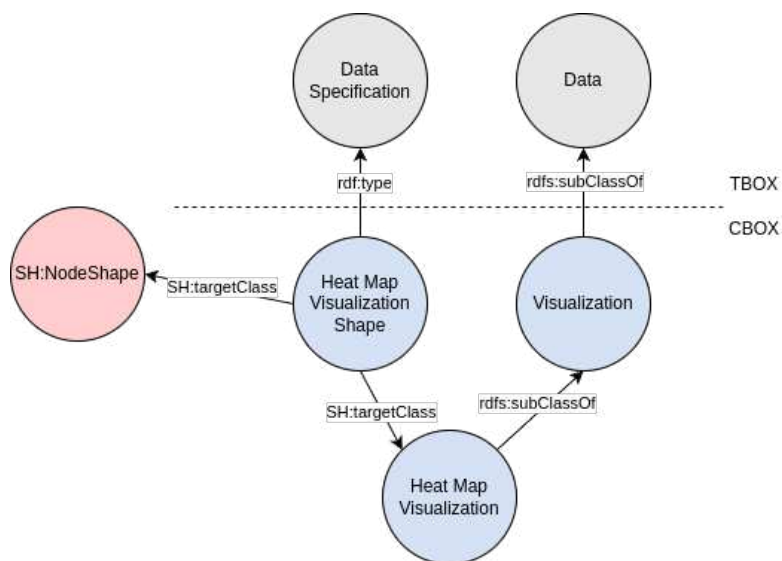 Data
Specification
Data
rdf:type
rdfs:subClassOf
TBOX
CBOX
SH:NodeShape
SH:targetClass
Heat Map
Visualization
Shape
Visualization
SH:targetClass
rdfs:subClassOf
Heat Map
Visualization